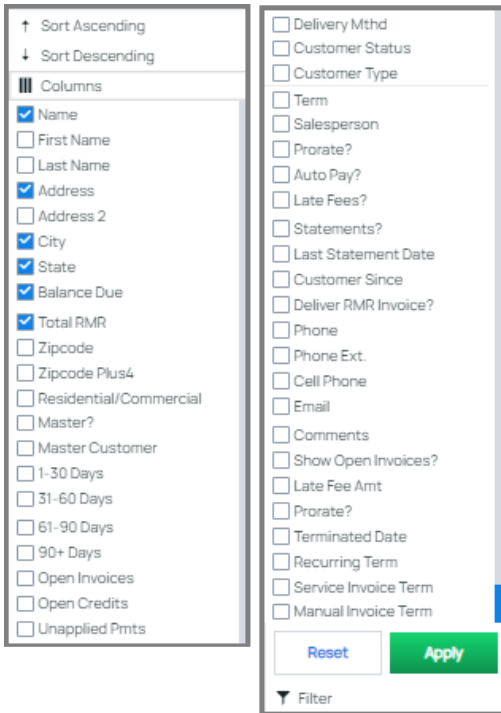 Sort Ascending
Sort Descending
Columns
Name
First Name
Last Name
Address
Address 2
City
State
Balance Due
Total RMR
Zipcode
Zipcode Plus4
Residential/Commercial
Master?
Master Customer
1-30 Days
31-60 Days
61-90 Days
90+ Days
Open Invoices
Open Credits
Unapplied Pmts
Delivery Mthd
Customer Status
Customer Type
Term
Salesperson
Prorate?
Auto Pay?
Late Fees?
Statements?
Last Statement Date
Customer Since
Deliver RMR Invoice?
Phone
Phone Ext.
Cell Phone
Email
Comments
Show Open Invoices?
Late Fee Amt
Prorate?
Terminated Date
Recurring Term
Service Invoice Term
Manual Invoice Term
Reset Apply
Filter